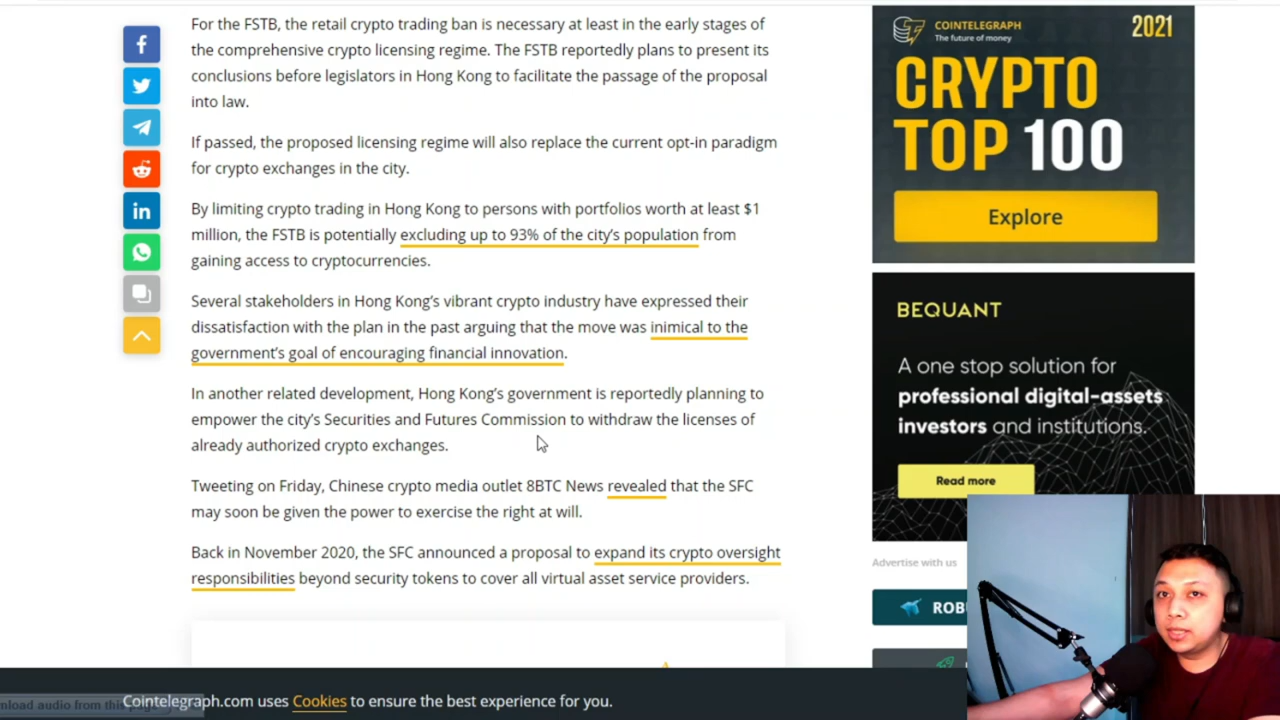 For the FSTB, the retail crypto trading ban is necessary at least in the early stages of
the comprehensive crypto licensing regime. The FSTB reportedly plans to present its
conclusions before legislators in Hong Kong to facilitate the passage of the proposal
into law.
If passed, the proposed licensing regime will also replace the current opt-in paradigm
for crypto exchanges in the city.
By limiting crypto trading in Hong Kong to persons with portfolios worth at least $1
million, the FSTB is potentially excluding up to 93% of the city's population from
gaining access to cryptocurrencies.
Several stakeholders in Hong Kong's vibrant crypto industry have expressed their
dissatisfaction with the plan in the past arguing that the move was inimical to the
government's goal of encouraging financial innovation.
In another related development, Hong Kong's government is reportedly planning to
empower the city's Securities and Futures Commission to withdraw the licenses of
already authorized crypto exchanges.
Tweeting on Friday, Chinese crypto media outlet 8BTC News revealed that the SFC
may soon be given the power to exercise the right at will.
Back in November 2020, the SFC announced a proposal to expand its crypto oversight
responsibilities beyond security tokens to cover all virtual asset service providers.
COINTELEGRAPH
The future of money
2021
CRYPTO
TOP 100
Explore
BEQUANT
A one stop solution for
professional digital-assets
investors and institutions.
Read more
Advertise with us
Cointelegraph.com uses Cookies to ensure the best experience for you.